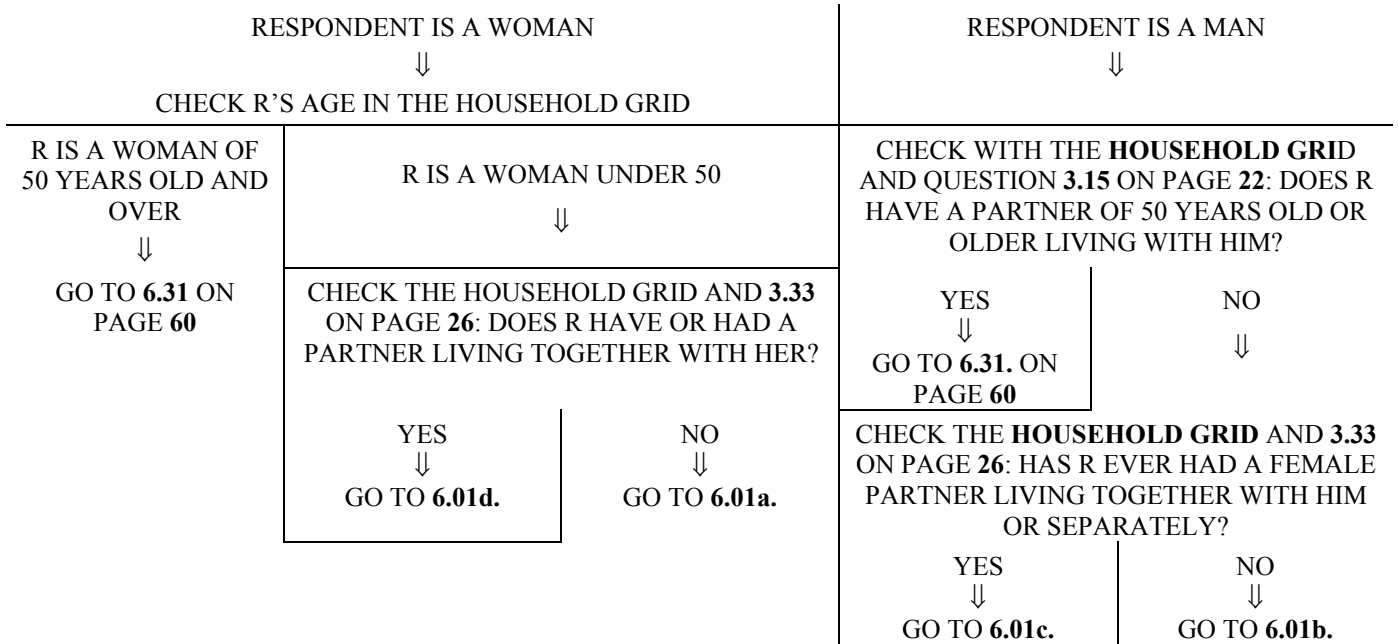 RESPONDENT IS A WOMAN
⇓
CHECK R’S AGE IN THE HOUSEHOLD GRID
R IS A WOMAN OF
50 YEARS OLD AND
OVER
⇓
GO TO 6.31 ON
PAGE 60
R IS A WOMAN UNDER 50
⇓
CHECK THE HOUSEHOLD GRID AND 3.33
ON PAGE 26: DOES R HAVE OR HAD A
PARTNER LIVING TOGETHER WITH HER?
YES
⇓
GO TO 6.01d.
NO
⇓
GO TO 6.01a.
RESPONDENT IS A MAN
⇓
CHECK WITH THE HOUSEHOLD GRID
AND QUESTION 3.15 ON PAGE 22: DOES R
HAVE A PARTNER OF 50 YEARS OLD OR
OLDER LIVING WITH HIM?
YES
⇓
GO TO 6.31. ON
PAGE 60
NO
⇓
CHECK THE HOUSEHOLD GRID AND 3.33
ON PAGE 26: HAS R EVER HAD A FEMALE
PARTNER LIVING TOGETHER WITH HIM
OR SEPARATELY?
YES
⇓
GO TO 6.01c.
NO
⇓
GO TO 6.01b.